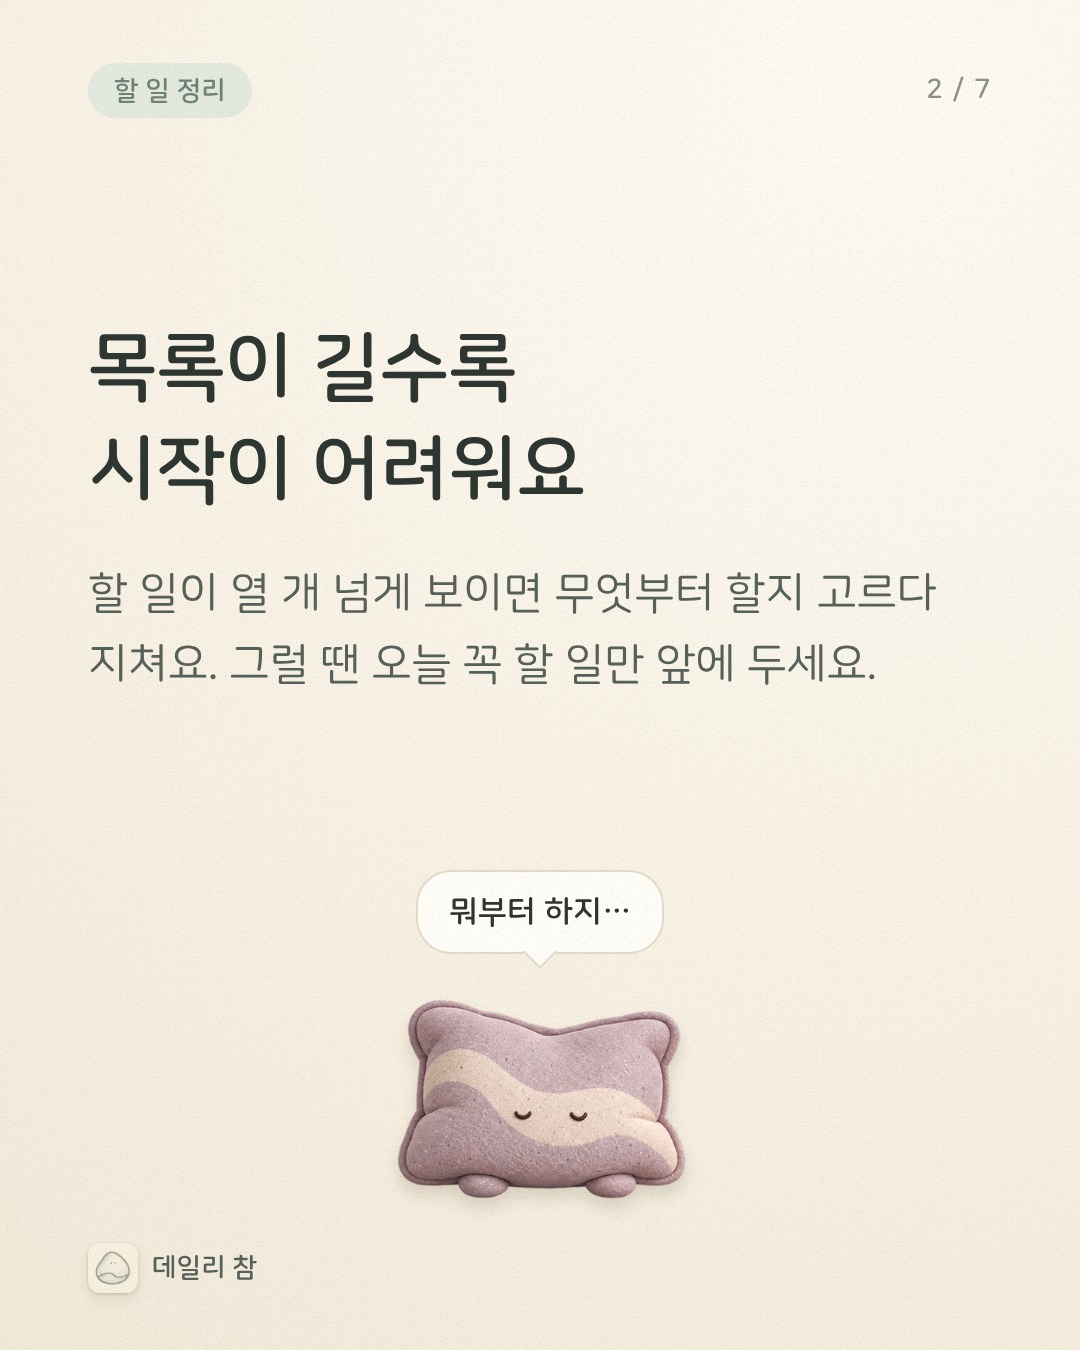 할 일 정리
2 / 7
목록이 길수록
시작이 어려워요
할 일이 열 개 넘게 보이면 무엇부터 할지 고르다
지쳐요. 그럴 땐 오늘 꼭 할 일만 앞에 두세요.
뭐부터 하지…
데일리 참